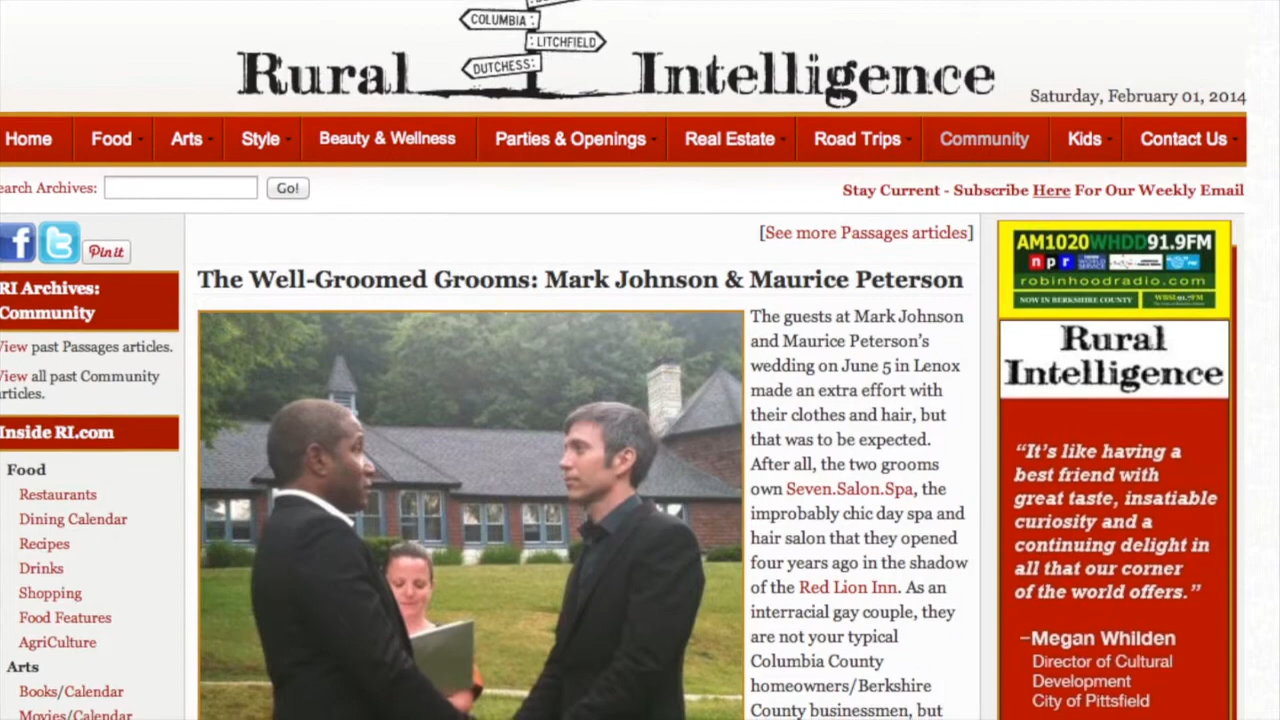 COLUMBIA:
:LITCHFIELD
DUTCHESS:
Rural Intelligence
Saturday, February 01, 2014
Home
Food
Arts
Style
Beauty & Wellness
Parties & Openings
Real Estate
Road Trips
Community
Kids
Contact Us
earch Archives:
Go!
Stay Current - Subscribe Here For Our Weekly Email
Pin it
RI Archives:
Community
View past Passages articles.
View all past Community
articles.
Inside RI.com
Food
Restaurants
Dining Calendar
Recipes
Drinks
Shopping
Food Features
AgriCulture
Arts
Books/Calendar
Movies/Calendar
[See more Passages articles]
The Well-Groomed Grooms: Mark Johnson & Maurice Peterson
The guests at Mark Johnson
and Maurice Peterson's
wedding on June 5 in Lenox
made an extra effort with
their clothes and hair, but
that was to be expected.
After all, the two grooms
own Seven.Salon.Spa, the
improbably chic day spa and
hair salon that they opened
four years ago in the shadow
of the Red Lion Inn. As an
interracial gay couple, they
are not your typical
Columbia County
homeowners/Berkshire
County businessmen, but
AM1020WHDD91.9FM
npr
robinhoodradio.com
NOW IN BERKSHIRE COUNTY
Rural
Intelligence
“It's like having a
best friend with
great taste, insatiable
curiosity and a
continuing delight in
all that our corner
of the world offers.”
–Megan Whilden
Director of Cultural
Development
City of Pittsfield